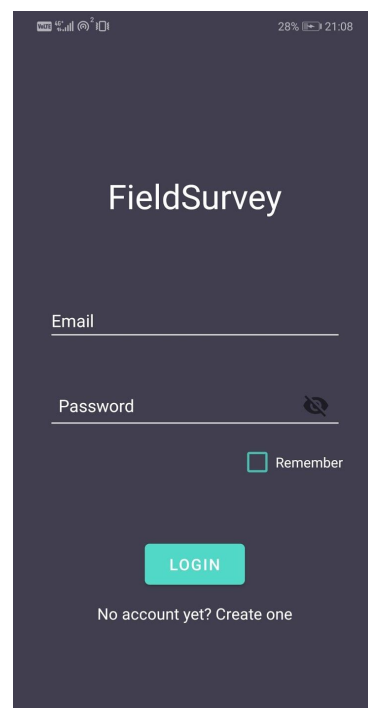 28% 21:08
FieldSurvey
Email
Password
Remember
LOGIN
No account yet? Create one